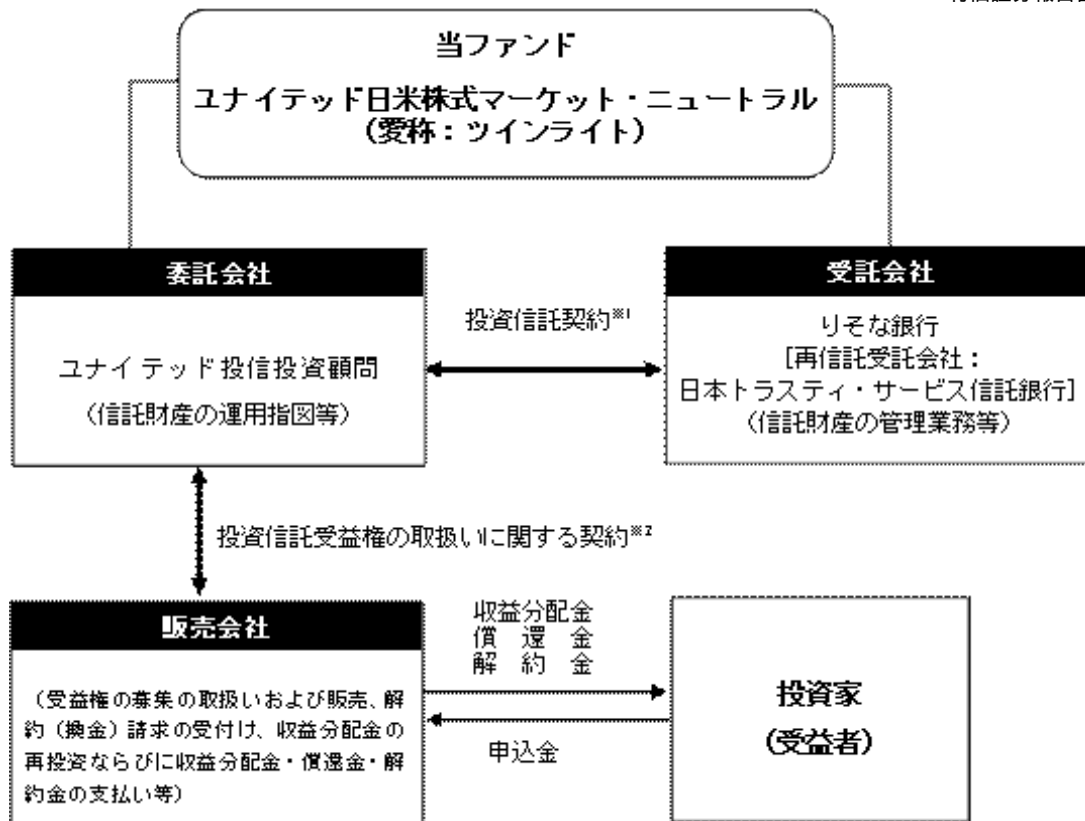 当ファンド
ユナイテッド日米株式マーケット・ニュートラル
（愛称：ツインライト）
委託会社
ユナイテッド投信投資顧問
（信託財産の運用指図等）
投資信託契約※1
受託会社
りそな銀行
［再信託受託会社：
日本トラスティ・サービス信託銀行］
（信託財産の管理業務等）
投資信託受益権の取扱いに関する契約※2
販売会社
（受益権の募集の取扱いおよび販売、解
約（換金）請求の受付け、収益分配金の
再投資ならびに収益分配金・償還金・解
約金の支払い等）
収益分配金
償　還　金
解　約　金
申込金
投資家
（受益者）